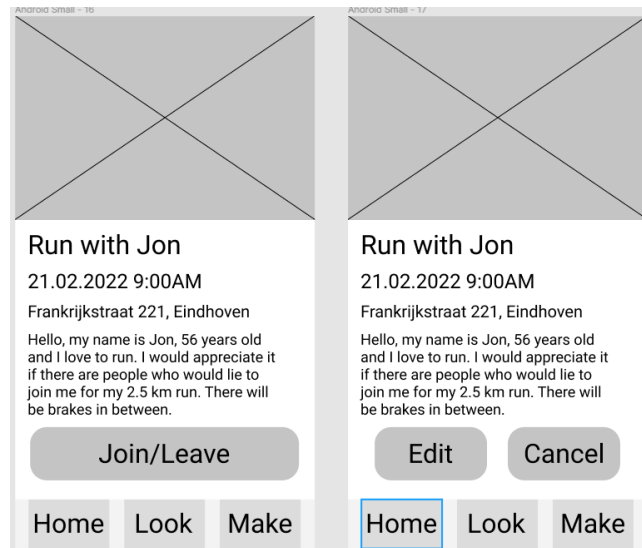 Android Small - 16
Run with Jon
21.02.2022 9:00AM
Frankrijkstraat 221, Eindhoven
Hello, my name is Jon, 56 years old
and I love to run. I would appreciate it
if there are people who would lie to
join me for my 2.5 km run. There will
be brakes in between.
Join/Leave
Home Look Make
Android Small - 17
Run with Jon
21.02.2022 9:00AM
Frankrijkstraat 221, Eindhoven
Hello, my name is Jon, 56 years old
and I love to run. I would appreciate it
if there are people who would lie to
join me for my 2.5 km run. There will
be brakes in between.
Edit Cancel
Home Look Make